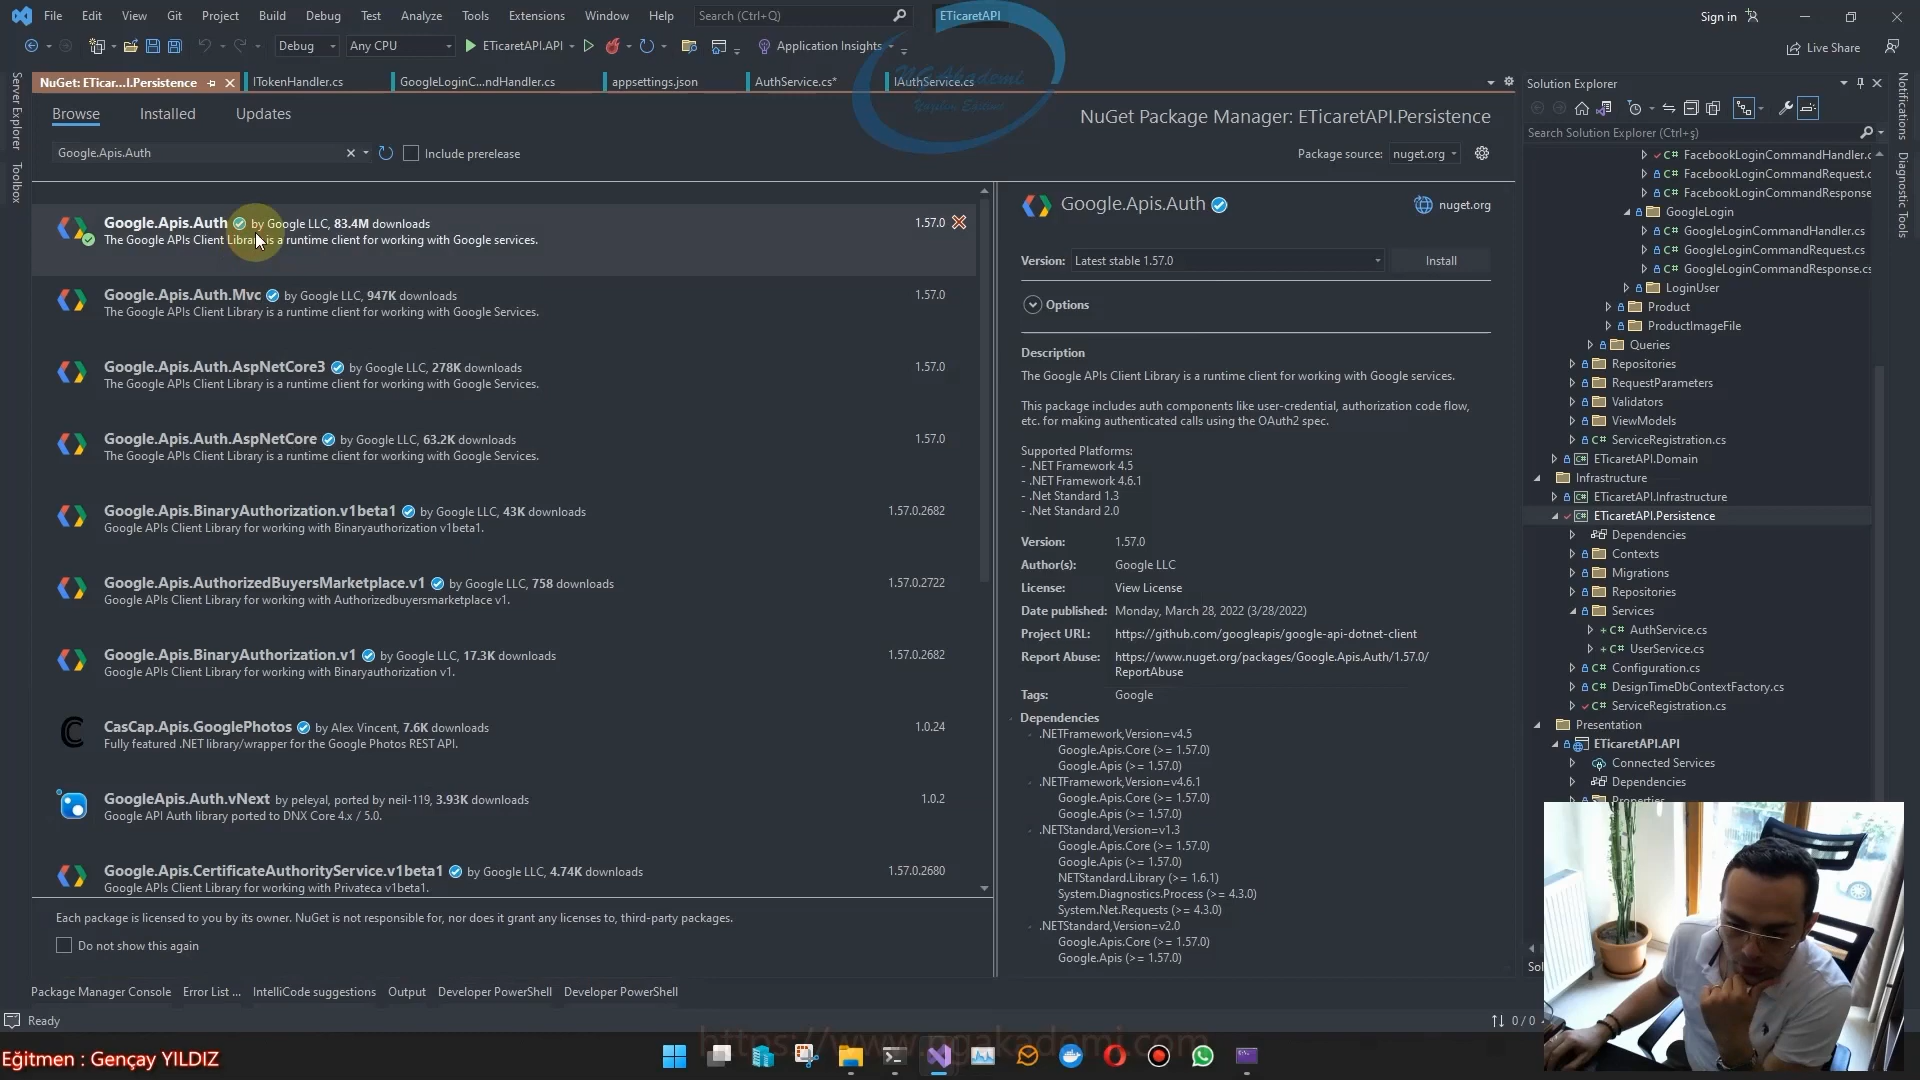 File Edit View Git Project Build Debug Test Analyze Tools Extensions Window Help Search (Ctrl+Q) ETicaretAPI Sign in
Debug Any CPU ETicaretAPI.API Application Insights Live Share
NuGet: ETicar...I.Persistence ITokenHandler.cs GoogleLoginC...ndHandler.cs appsettings.json AuthService.cs* IAuthService.cs
Browse Installed Updates
NuGet Package Manager: ETicaretAPI.Persistence
Google.Apis.Auth Include prerelease
Package source: nuget.org
Google.Apis.Auth by Google LLC, 83.4M downloads 1.57.0
The Google APIs Client Library is a runtime client for working with Google services.
Google.Apis.Auth.Mvc by Google LLC, 947K downloads 1.57.0
The Google APIs Client Library is a runtime client for working with Google Services.
Google.Apis.Auth.AspNetCore3 by Google LLC, 278K downloads 1.57.0
The Google APIs Client Library is a runtime client for working with Google Services.
Google.Apis.Auth.AspNetCore by Google LLC, 63.2K downloads 1.57.0
The Google APIs Client Library is a runtime client for working with Google Services.
Google.Apis.BinaryAuthorization.v1beta1 by Google LLC, 43K downloads 1.57.0.2682
Google APIs Client Library for working with Binaryauthorization v1beta1.
Google.Apis.AuthorizedBuyersMarketplace.v1 by Google LLC, 758 downloads 1.57.0.2722
Google APIs Client Library for working with Authorizedbuyersmarketplace v1.
Google.Apis.BinaryAuthorization.v1 by Google LLC, 17.3K downloads 1.57.0.2682
Google APIs Client Library for working with Binaryauthorization v1.
CasCap.Apis.GooglePhotos by Alex Vincent, 7.6K downloads 1.0.24
Fully featured .NET library/wrapper for the Google Photos REST API.
GoogleApis.Auth.vNext by peleyal, ported by neil-119, 3.93K downloads 1.0.2
Google API Auth library ported to DNX Core 4.x / 5.0.
Google.Apis.CertificateAuthorityService.v1beta1 by Google LLC, 4.74K downloads 1.57.0.2680
Google APIs Client Library for working with Privateca v1beta1.
Each package is licensed to you by its owner. NuGet is not responsible for, nor does it grant any licenses to, third-party packages.
Do not show this again
Google.Apis.Auth nuget.org
Version: Latest stable 1.57.0 Install
Options
Description
The Google APIs Client Library is a runtime client for working with Google services.
This package includes auth components like user-credential, authorization code flow,
etc. for making authenticated calls using the OAuth2 spec.
Supported Platforms:
- .NET Framework 4.5
- .NET Framework 4.6.1
- .Net Standard 1.3
- .Net Standard 2.0
Version: 1.57.0
Author(s): Google LLC
License: View License
Date published: Monday, March 28, 2022 (3/28/2022)
Project URL: https://github.com/googleapis/google-api-dotnet-client
Report Abuse: https://www.nuget.org/packages/Google.Apis.Auth/1.57.0/
ReportAbuse
Tags: Google
Dependencies
.NETFramework,Version=v4.5
Google.Apis.Core (>= 1.57.0)
Google.Apis (>= 1.57.0)
.NETFramework,Version=v4.6.1
Google.Apis.Core (>= 1.57.0)
Google.Apis (>= 1.57.0)
.NETStandard,Version=v1.3
Google.Apis.Core (>= 1.57.0)
Google.Apis (>= 1.57.0)
NETStandard.Library (>= 1.6.1)
System.Diagnostics.Process (>= 4.3.0)
System.Net.Requests (>= 4.3.0)
.NETStandard,Version=v2.0
Google.Apis.Core (>= 1.57.0)
Google.Apis (>= 1.57.0)
Solution Explorer
Search Solution Explorer (Ctrl+ş)
FacebookLoginCommandHandler.c
FacebookLoginCommandRequest.c
FacebookLoginCommandResponse
GoogleLogin
GoogleLoginCommandHandler.cs
GoogleLoginCommandRequest.cs
GoogleLoginCommandResponse.cs
LoginUser
Product
ProductImageFile
Queries
Repositories
RequestParameters
Validators
ViewModels
ServiceRegistration.cs
ETicaretAPI.Domain
Infrastructure
ETicaretAPI.Infrastructure
ETicaretAPI.Persistence
Dependencies
Contexts
Migrations
Repositories
Services
AuthService.cs
UserService.cs
Configuration.cs
DesignTimeDbContextFactory.cs
ServiceRegistration.cs
Presentation
ETicaretAPI.API
Connected Services
Dependencies
Properties
Sol
Server Explorer
Toolbox
Notifications
Diagnostic Tools
Package Manager Console Error List ... IntelliCode suggestions Output Developer PowerShell Developer PowerShell
Ready 0 / 0
Eğitmen : Gençay YILDIZ